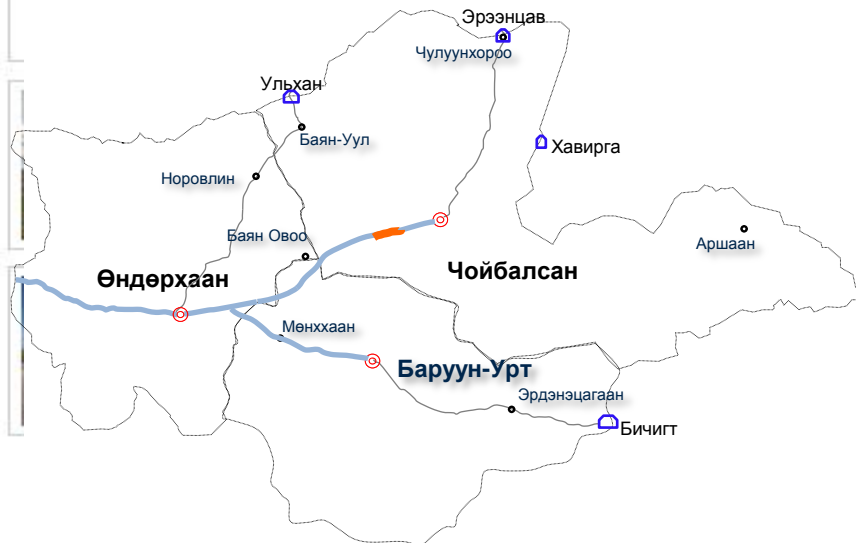 Эрээнцав
Чулуунхороо
Ульхан
Баян-Уул
Хавирга
Норовлин
Баян Овоо
Аршаан
Өндөрхаан
Чойбалсан
Мөнххаан
Баруун-Урт
Эрдэнэцагаан
Бичигт